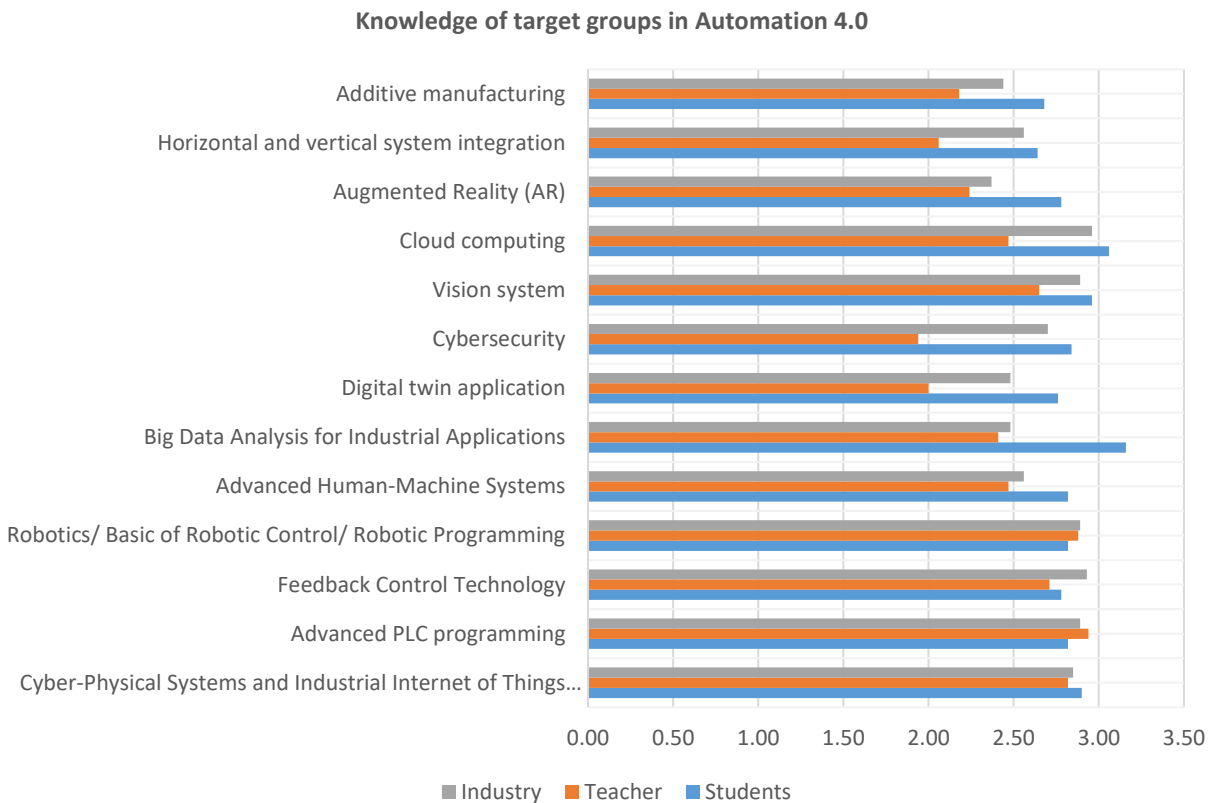 Knowledge of target groups in Automation 4.0
Additive manufacturing
Horizontal and vertical system integration
Augmented Reality (AR)
Cloud computing
Vision system
Cybersecurity
Digital twin application
Big Data Analysis for Industrial Applications
Advanced Human-Machine Systems
Robotics/ Basic of Robotic Control/ Robotic Programming
Feedback Control Technology
Advanced PLC programming
Cyber-Physical Systems and Industrial Internet of Things...
0.00 0.50 1.00 1.50 2.00 2.50 3.00 3.50
Industry Teacher Students